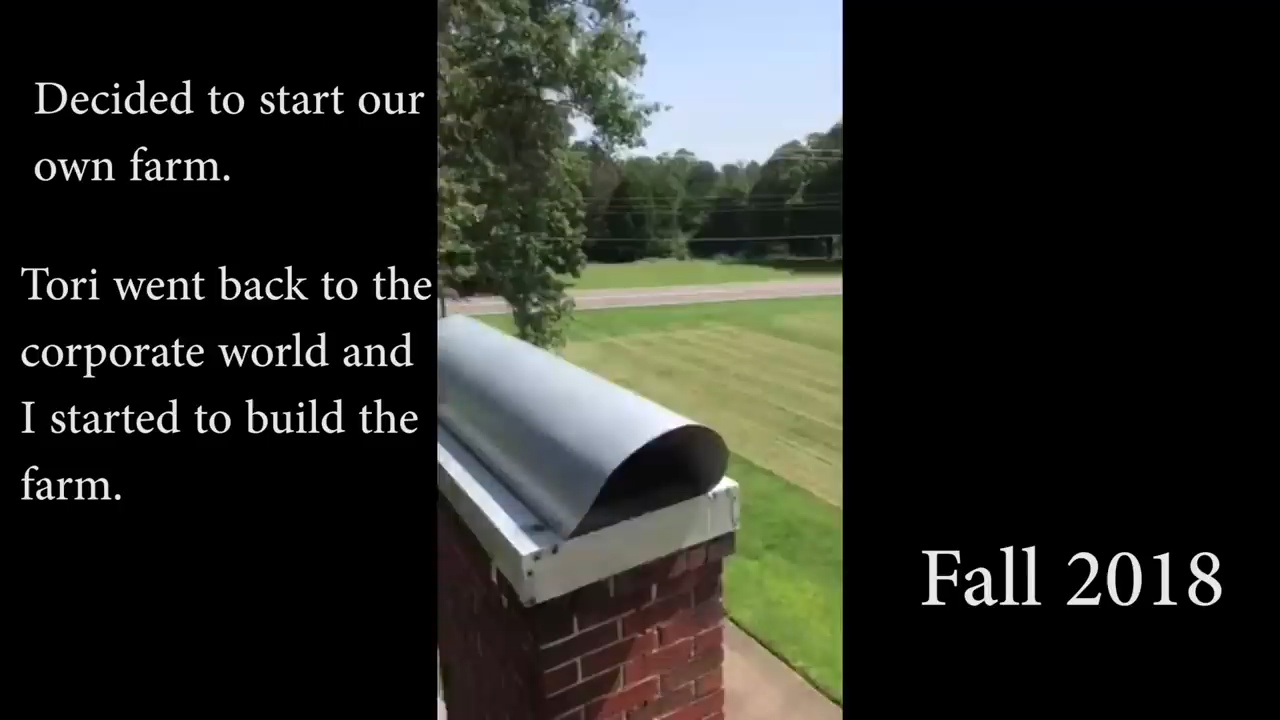 Decided to start our
own farm.
Tori went back to the
corporate world and
I started to build the
farm.
Fall 2018